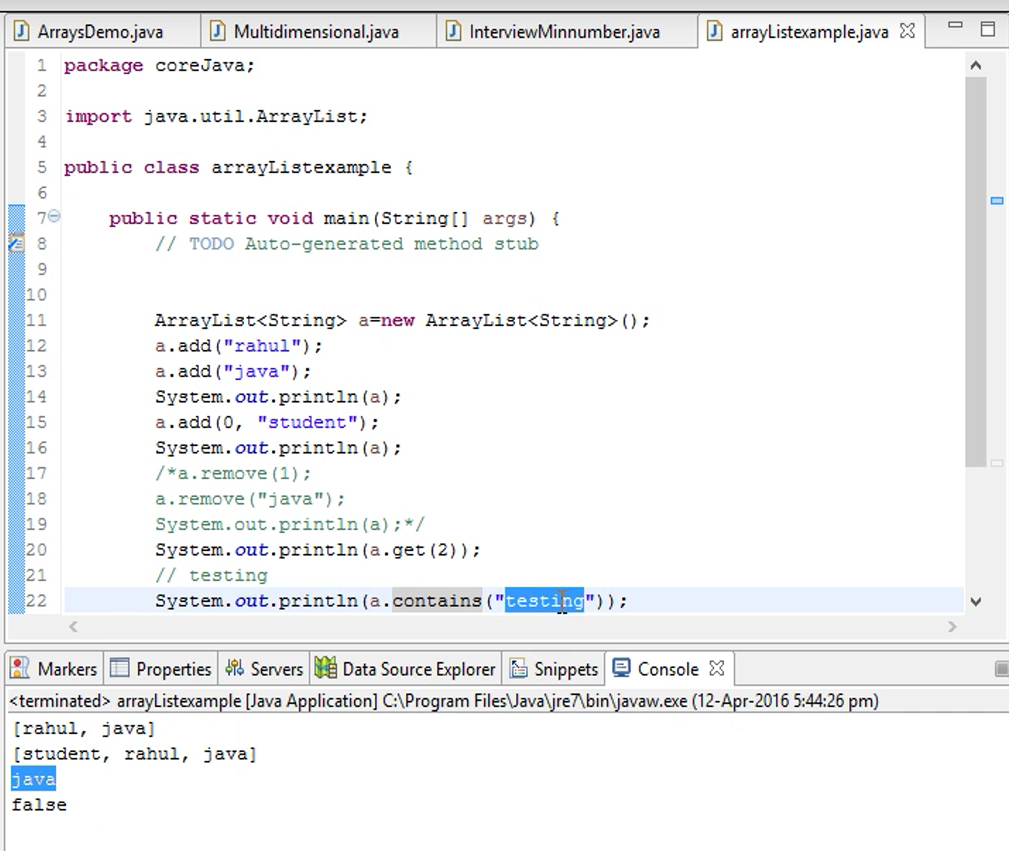 ArraysDemo.java Multidimensional.java InterviewMinnumber.java arrayListexample.java
1 package coreJava;
2
3 import java.util.ArrayList;
4
5 public class arrayListexample {
6
7 public static void main(String[] args) {
8 // TODO Auto-generated method stub
9
10
11 ArrayList<String> a=new ArrayList<String>();
12 a.add("rahul");
13 a.add("java");
14 System.out.println(a);
15 a.add(0, "student");
16 System.out.println(a);
17 /*a.remove(1);
18 a.remove("java");
19 System.out.println(a);*/
20 System.out.println(a.get(2));
21 // testing
22 System.out.println(a.contains("testing"));
Markers Properties Servers Data Source Explorer Snippets Console
<terminated> arrayListexample [Java Application] C:\Program Files\Java\jre7\bin\javaw.exe (12-Apr-2016 5:44:26 pm)
[rahul, java]
[student, rahul, java]
java
false